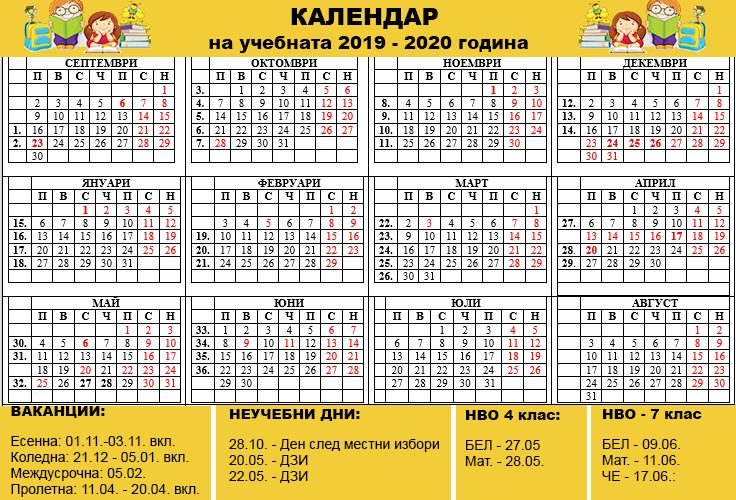 КАЛЕНДАР
на учебната 2019 - 2020 година
СЕПТЕМВРИ ОКТОМВРИ НОЕМВРИ ДЕКЕМВРИ
П В С Ч П С Н П В С Ч П С Н П В С Ч П С Н П В С Ч П С Н
1 3. 1 2 3 4 5 6 1 2 3 1
2 3 4 5 6 7 8 4. 7 8 9 10 11 12 13 8. 4 5 6 7 8 9 10 12. 2 3 4 5 6 7 8
9 10 11 12 13 14 15 5. 14 15 16 17 18 19 20 9. 11 12 13 14 15 16 17 13. 9 10 11 12 13 14 15
1. 16 17 18 19 20 21 22 6. 21 22 23 24 25 26 27 10. 18 19 20 21 22 23 24 14. 16 17 18 19 20 21 22
2. 23 24 25 26 27 28 29 7. 28 29 30 31 11. 25 26 27 28 29 30 23 24 25 26 27 28 29
30 30 31
ЯНУАРИ ФЕВРУАРИ МАРТ АПРИЛ
П В С Ч П С Н П В С Ч П С Н П В С Ч П С Н П В С Ч П С Н
1 2 3 4 5 1 2 1 1 2 3 4 5
15. 6 7 8 9 10 11 12 3 4 5 6 7 8 9 22. 2 3 4 5 6 7 8 27. 6 7 8 9 10 11 12
16. 13 14 15 16 17 18 19 19. 10 11 12 13 14 15 16 23. 9 10 11 12 13 14 15 13 14 15 16 17 18 19
17. 20 21 22 23 24 25 26 20. 17 18 19 20 21 22 23 24. 16 17 18 19 20 21 22 28. 20 21 22 23 24 25 26
18. 27 28 29 30 31 21. 24 25 26 27 28 29 25. 23 24 25 26 27 28 29 29. 27 28 29 30
26. 30 31
МАЙ ЮНИ ЮЛИ АВГУСТ
П В С Ч П С Н П В С Ч П С Н П В С Ч П С Н П В С Ч П С Н
1 2 3 33. 1 2 3 4 5 6 7 1 2 3 4 5 1 2
30. 4 5 6 7 8 9 10 34. 8 9 10 11 12 13 14 6 7 8 9 10 11 12 3 4 5 6 7 8 9
31. 11 12 13 14 15 16 17 35. 15 16 17 18 19 20 21 13 14 15 16 17 18 19 10 11 12 13 14 15 16
18 19 20 21 22 23 24 36. 22 23 24 25 26 27 28 20 21 22 23 24 25 26 17 18 19 20 21 22 23
32. 25 26 27 28 29 30 31 29 30 27 28 29 30 31 24 25 26 27 28 29 30
31
ВАКАНЦИИ: НЕУЧЕБНИ ДНИ: НВО 4 клас: НВО - 7 клас
Есенна: 01.11.-03.11. вкл. 28.10. - Ден след местни избори БЕЛ - 27.05 БЕЛ - 09.06.
Коледна: 21.12 - 05.01. вкл. 20.05. - ДЗИ Мат. - 28.05. Мат. - 11.06.
Междусрочна: 05.02. 22.05. - ДЗИ ЧЕ - 17.06.:
Пролетна: 11.04. - 20.04. вкл.